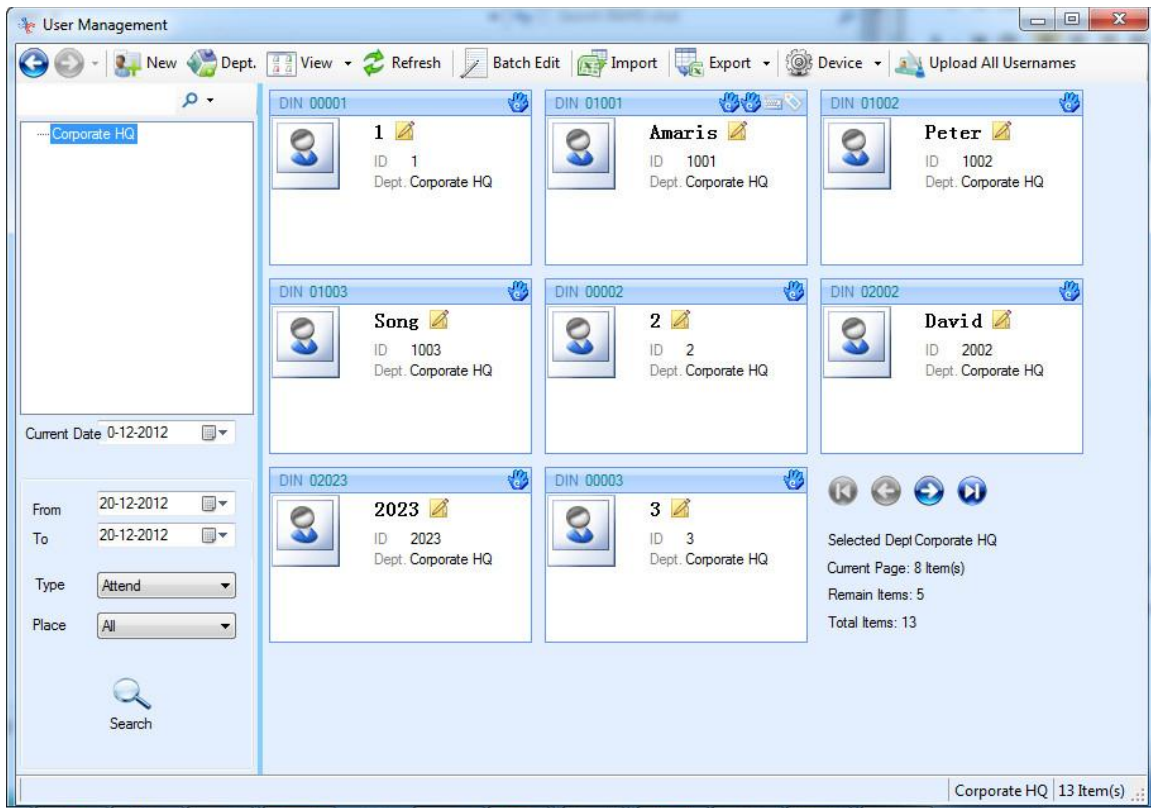 User Management
New Dept. View Refresh Batch Edit Import Export Device Upload All Usernames
Corporate HQ
Current Date 0-12-2012
From 20-12-2012
To 20-12-2012
Type Attend
Place All
Search
DIN 00001
1
ID 1
Dept. Corporate HQ
DIN 01001
Amaris
ID 1001
Dept. Corporate HQ
DIN 01002
Peter
ID 1002
Dept. Corporate HQ
DIN 01003
Song
ID 1003
Dept. Corporate HQ
DIN 00002
2
ID 2
Dept. Corporate HQ
DIN 02002
David
ID 2002
Dept. Corporate HQ
DIN 02023
2023
ID 2023
Dept. Corporate HQ
DIN 00003
3
ID 3
Dept. Corporate HQ
Selected Dept Corporate HQ
Current Page: 8 Item(s)
Remain Items: 5
Total Items: 13
Corporate HQ 13 Item(s)